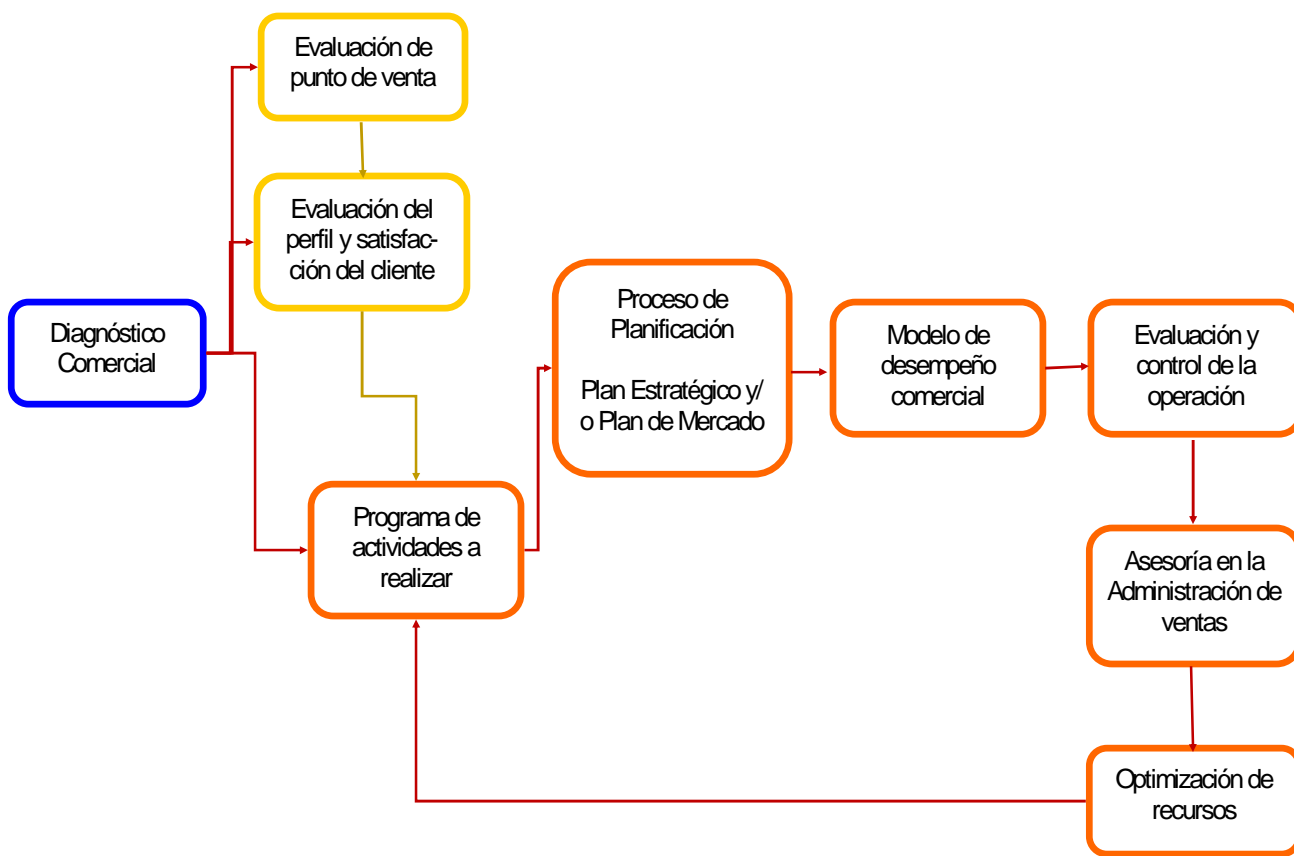 Evaluación de
punto de venta
Evaluación del
perfil y satisfac-
ción del cliente
Diagnóstico
Comercial
Programa de
actividades a
realizar
Proceso de
Planificación
Plan Estratégico y/
o Plan de Mercado
Modelo de
desempeño
comercial
Evaluación y
control de la
operación
Asesoría en la
Administración de
ventas
Optimización de
recursos